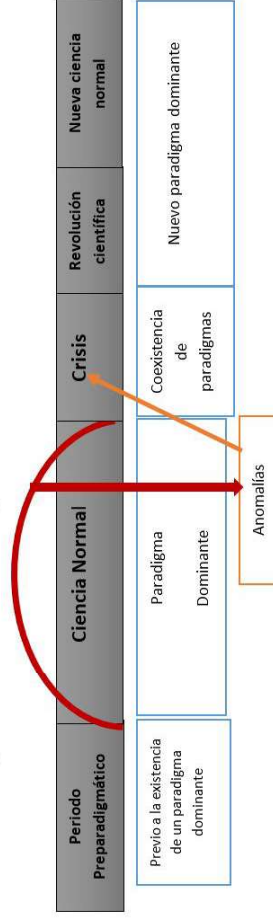 Periodo
Preparadigmático
Ciencia Normal
Crisis
Revolución
científica
Nueva ciencia
normal
Previo a la existencia
de un paradigma
dominante
Paradigma
Dominante
Coexistencia
de
paradigmas
Nuevo paradigma dominante
Anomalías